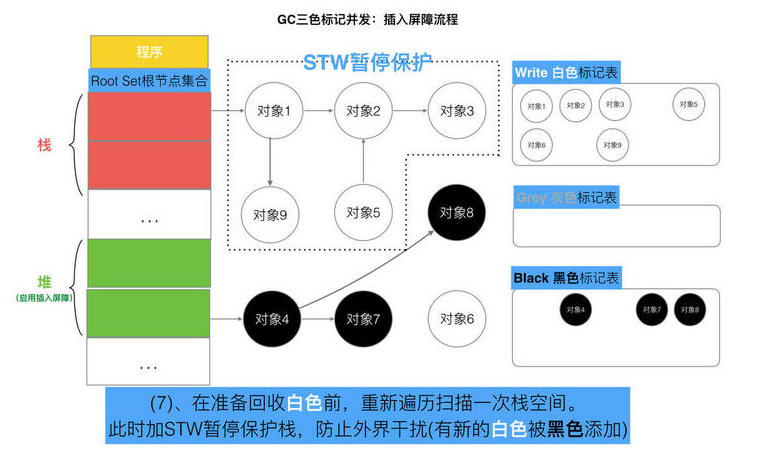 GC三色标记并发：插入屏障流程
程序
Root Set根节点集合
栈
...
堆
(启用插入屏障)
...
STW暂停保护
对象1
对象2
对象3
对象9
对象5
对象8
对象4
对象7
对象6
Write 白色标记表
对象1
对象2
对象3
对象5
对象6
对象9
Grey 灰色标记表
Black 黑色标记表
对象4
对象7
对象8
(7)、在准备回收白色前，重新遍历扫描一次栈空间。
此时加STW暂停保护栈，防止外界干扰(有新的白色被黑色添加)